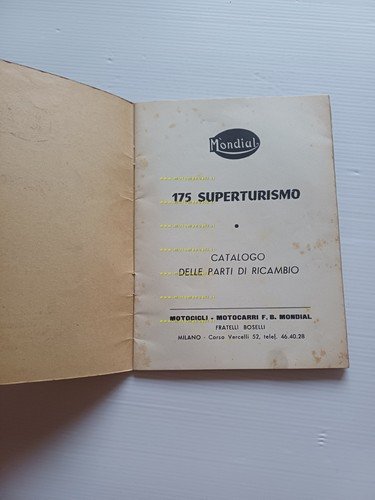 Mondial
175 SUPERTURISMO
CATALOGO
DELLE PARTI DI RICAMBIO
MOTOCICLI - MOTOCARRI F. B. MONDIAL
FRATELLI BOSELLI
MILANO - Corso Vercelli 52, telef. 46.40.28